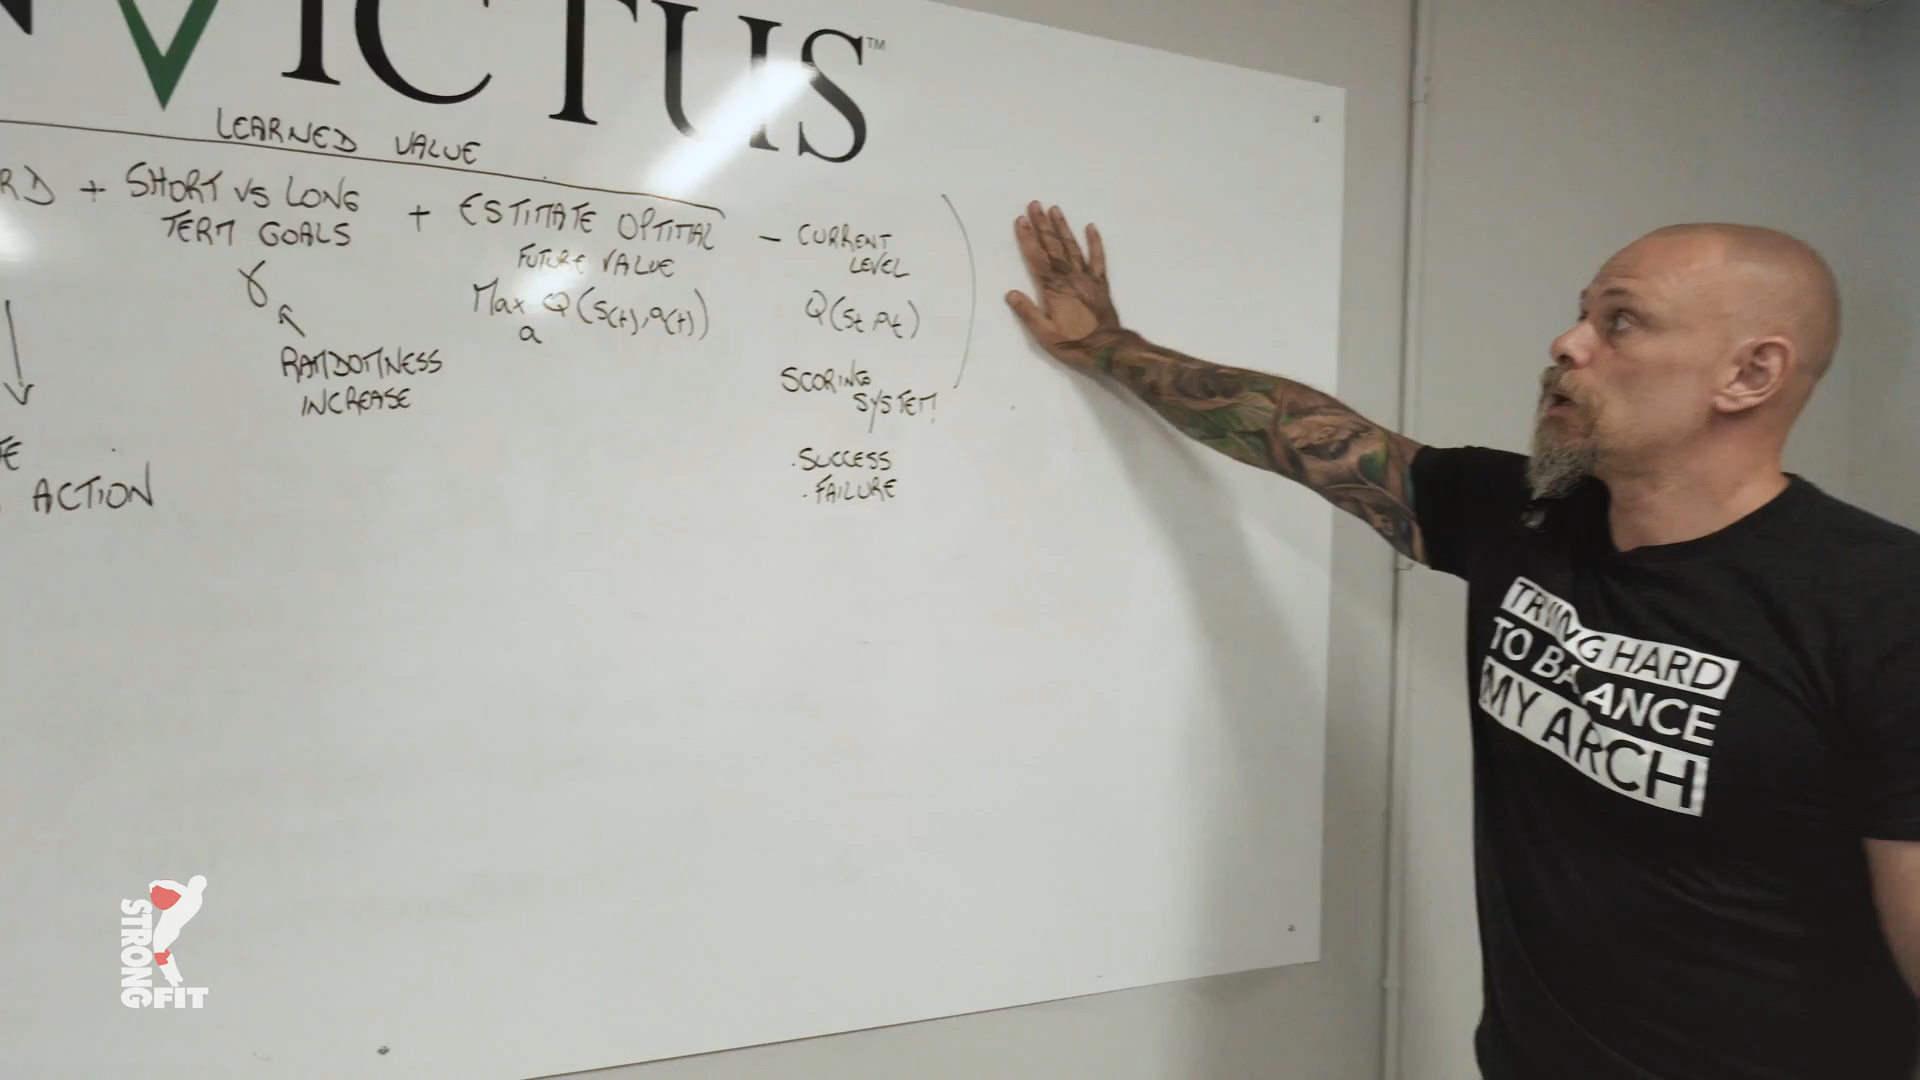 NVICTUS™
LEARNED VALUE
RD + SHORT VS LONG + ESTIMATE OPTIMAL - CURRENT
TERM GOALS
FUTURE VALUE
LEVEL
γ
Max Q(S(t),a(t))
a
Q(St,At)
RANDOMNESS
INCREASE
SCORING
SYSTEM
E
ACTION
.SUCCESS
.FAILURE
TRYING HARD
TO BALANCE
MY ARCH
STRONG
FIT